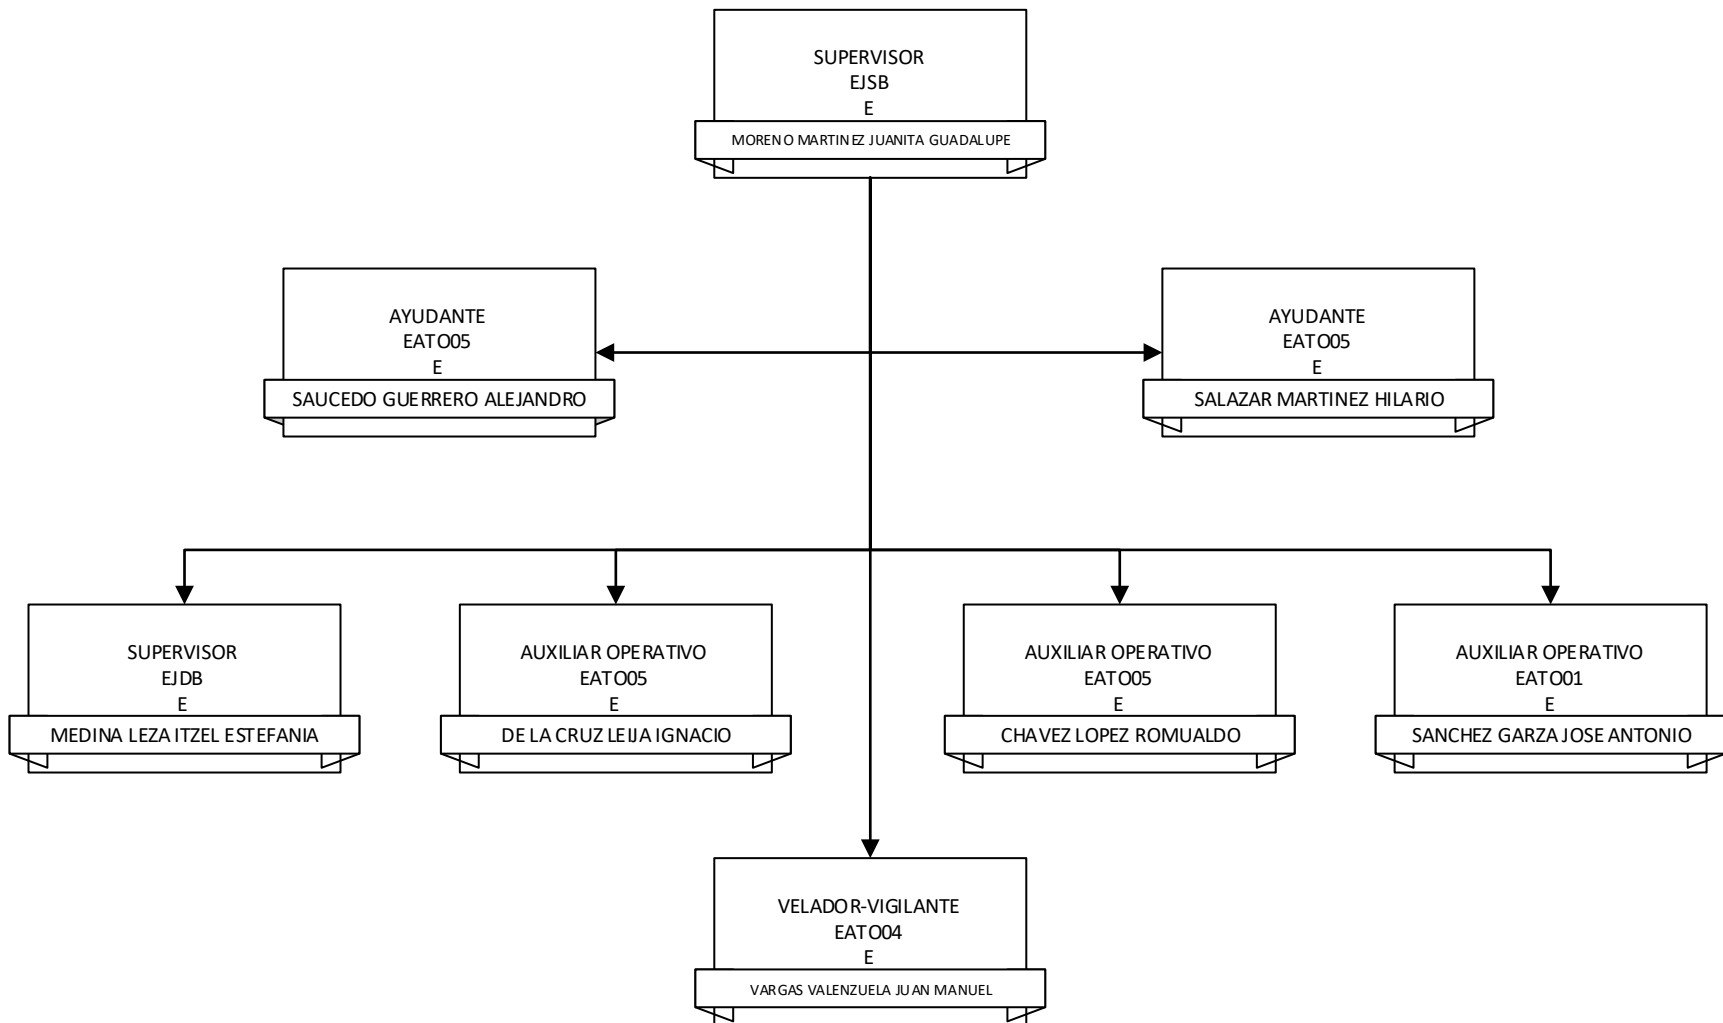 SUPERVISOR
EJSB
E
MORENO MARTINEZ JUANITA GUADALUPE
AYUDANTE
EATO05
E
SAUCEDO GUERRERO ALEJANDRO
AYUDANTE
EATO05
E
SALAZAR MARTINEZ HILARIO
SUPERVISOR
EJDB
E
MEDINA LEZA ITZEL ESTEFANIA
AUXILIAR OPERATIVO
EATO05
E
DE LA CRUZ LEIJA IGNACIO
AUXILIAR OPERATIVO
EATO05
E
CHAVEZ LOPEZ ROMUALDO
AUXILIAR OPERATIVO
EATO01
E
SANCHEZ GARZA JOSE ANTONIO
VELADOR-VIGILANTE
EATO04
E
VARGAS VALENZUELA JUAN MANUEL